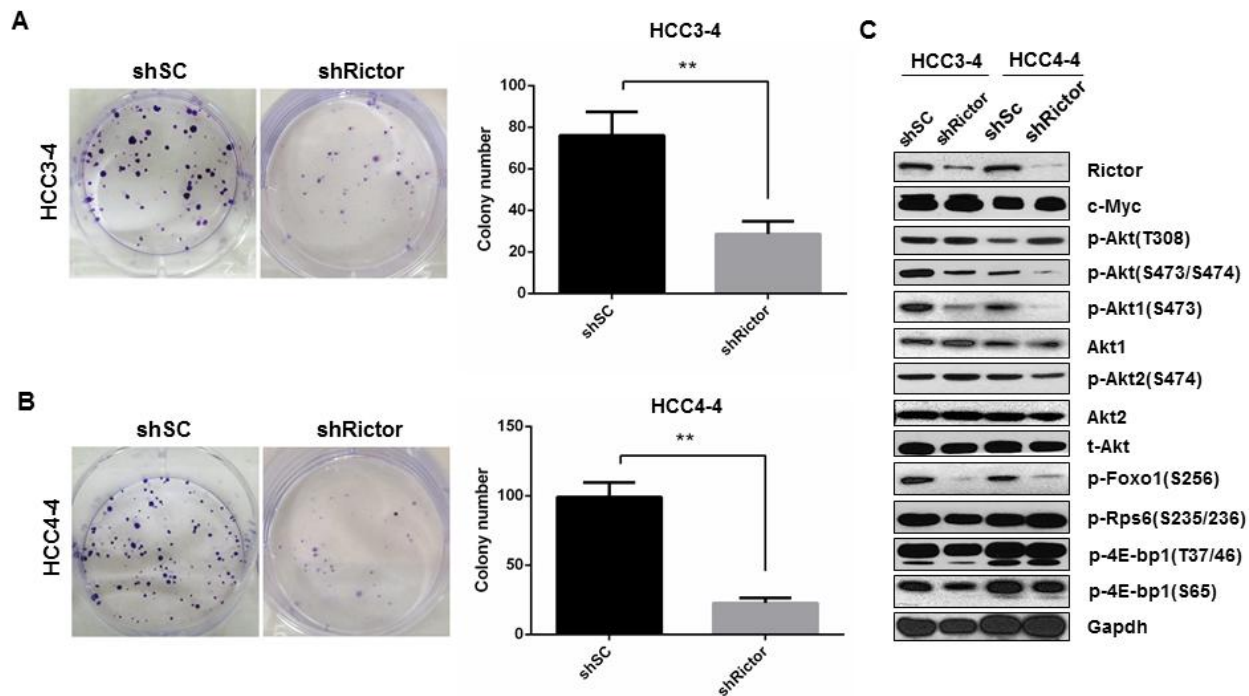 A
shSC shRictor
HCC3-4
HCC3-4
**
Colony number
100
80
60
40
20
0
shSC
shRictor
B
shSC shRictor
HCC4-4
HCC4-4
**
Colony number
150
100
50
0
shSC
shRictor
C
HCC3-4 HCC4-4
shSc shRictor shSc shRictor
Rictor
c-Myc
p-Akt(T308)
p-Akt(S473/S474)
p-Akt1(S473)
Akt1
p-Akt2(S474)
Akt2
t-Akt
p-Foxo1(S256)
p-Rps6(S235/236)
p-4E-bp1(T37/46)
p-4E-bp1(S65)
Gapdh